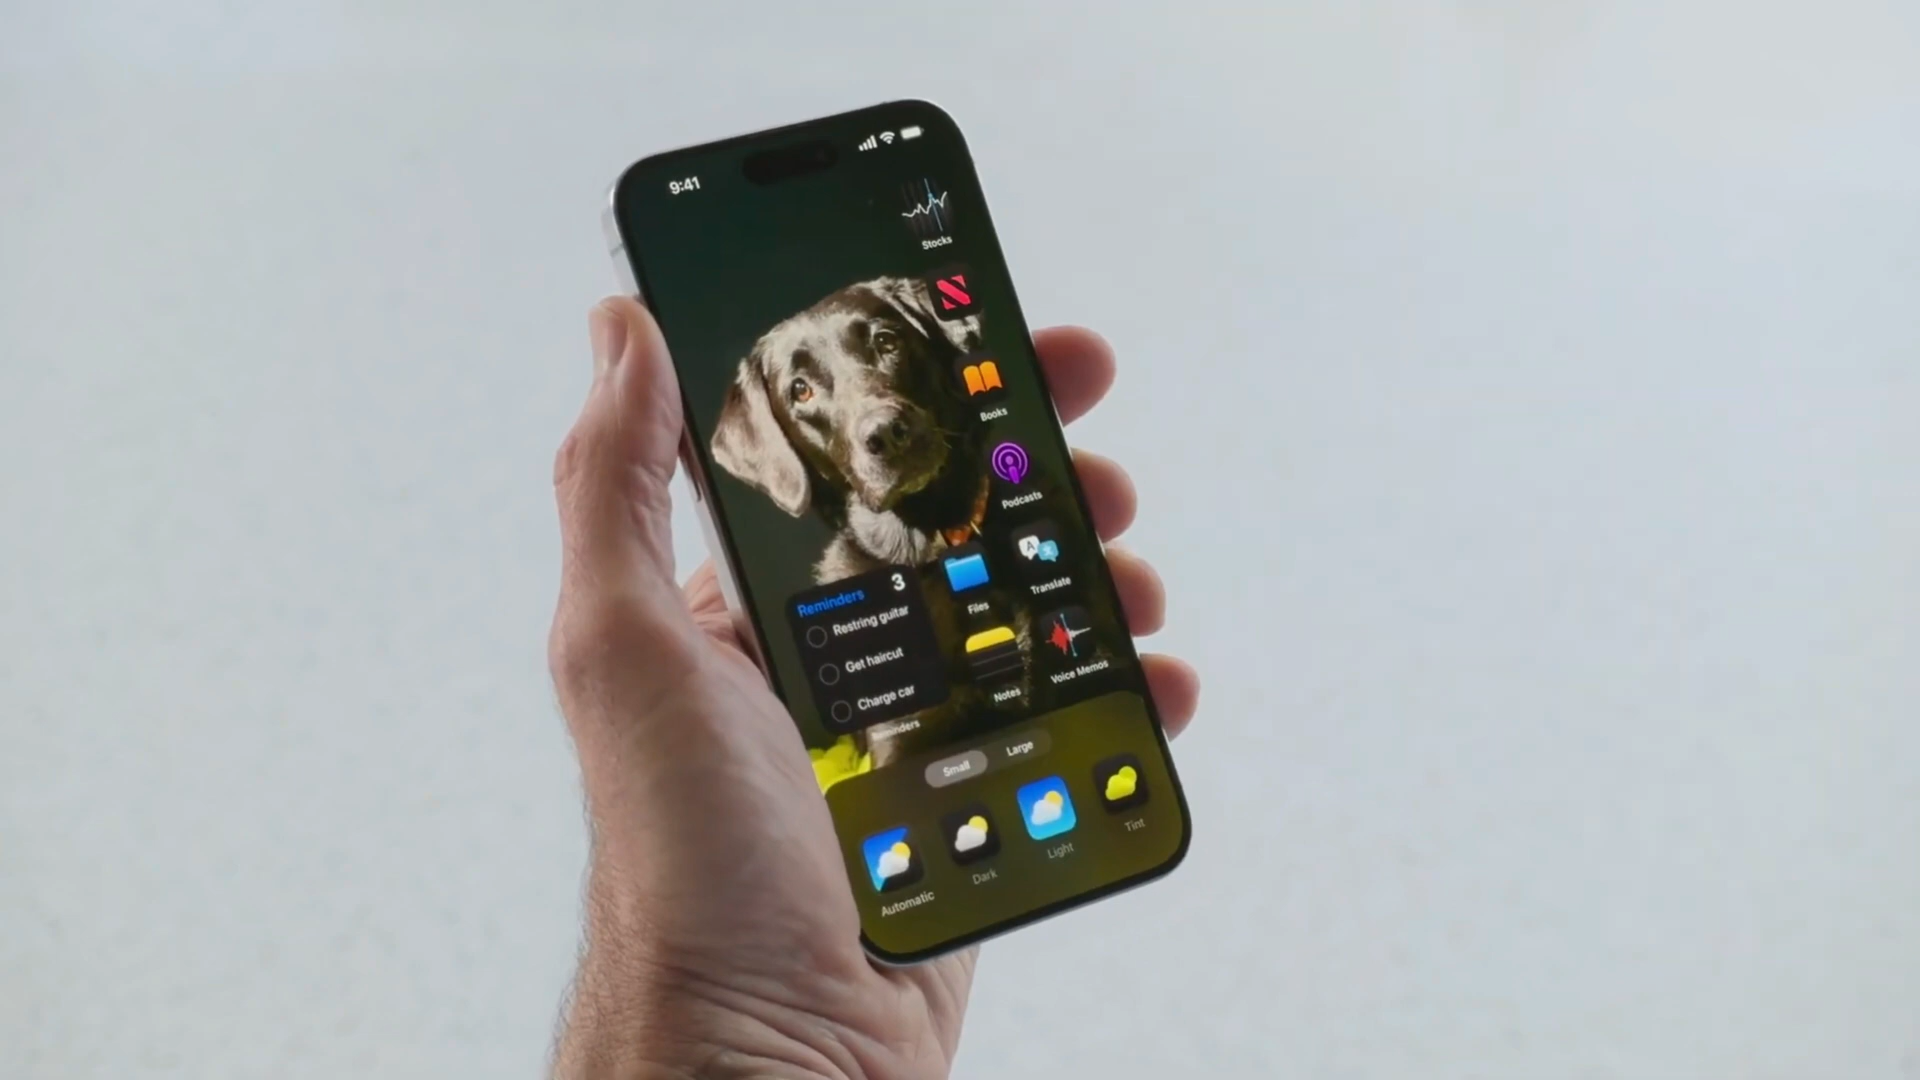 9:41
Stocks
News
Books
Podcasts
Translate
Files
Voice Memos
Notes
Reminders 3
Restring guitar
Get haircut
Charge car
Reminders
Small Large
Automatic
Dark
Light
Tint